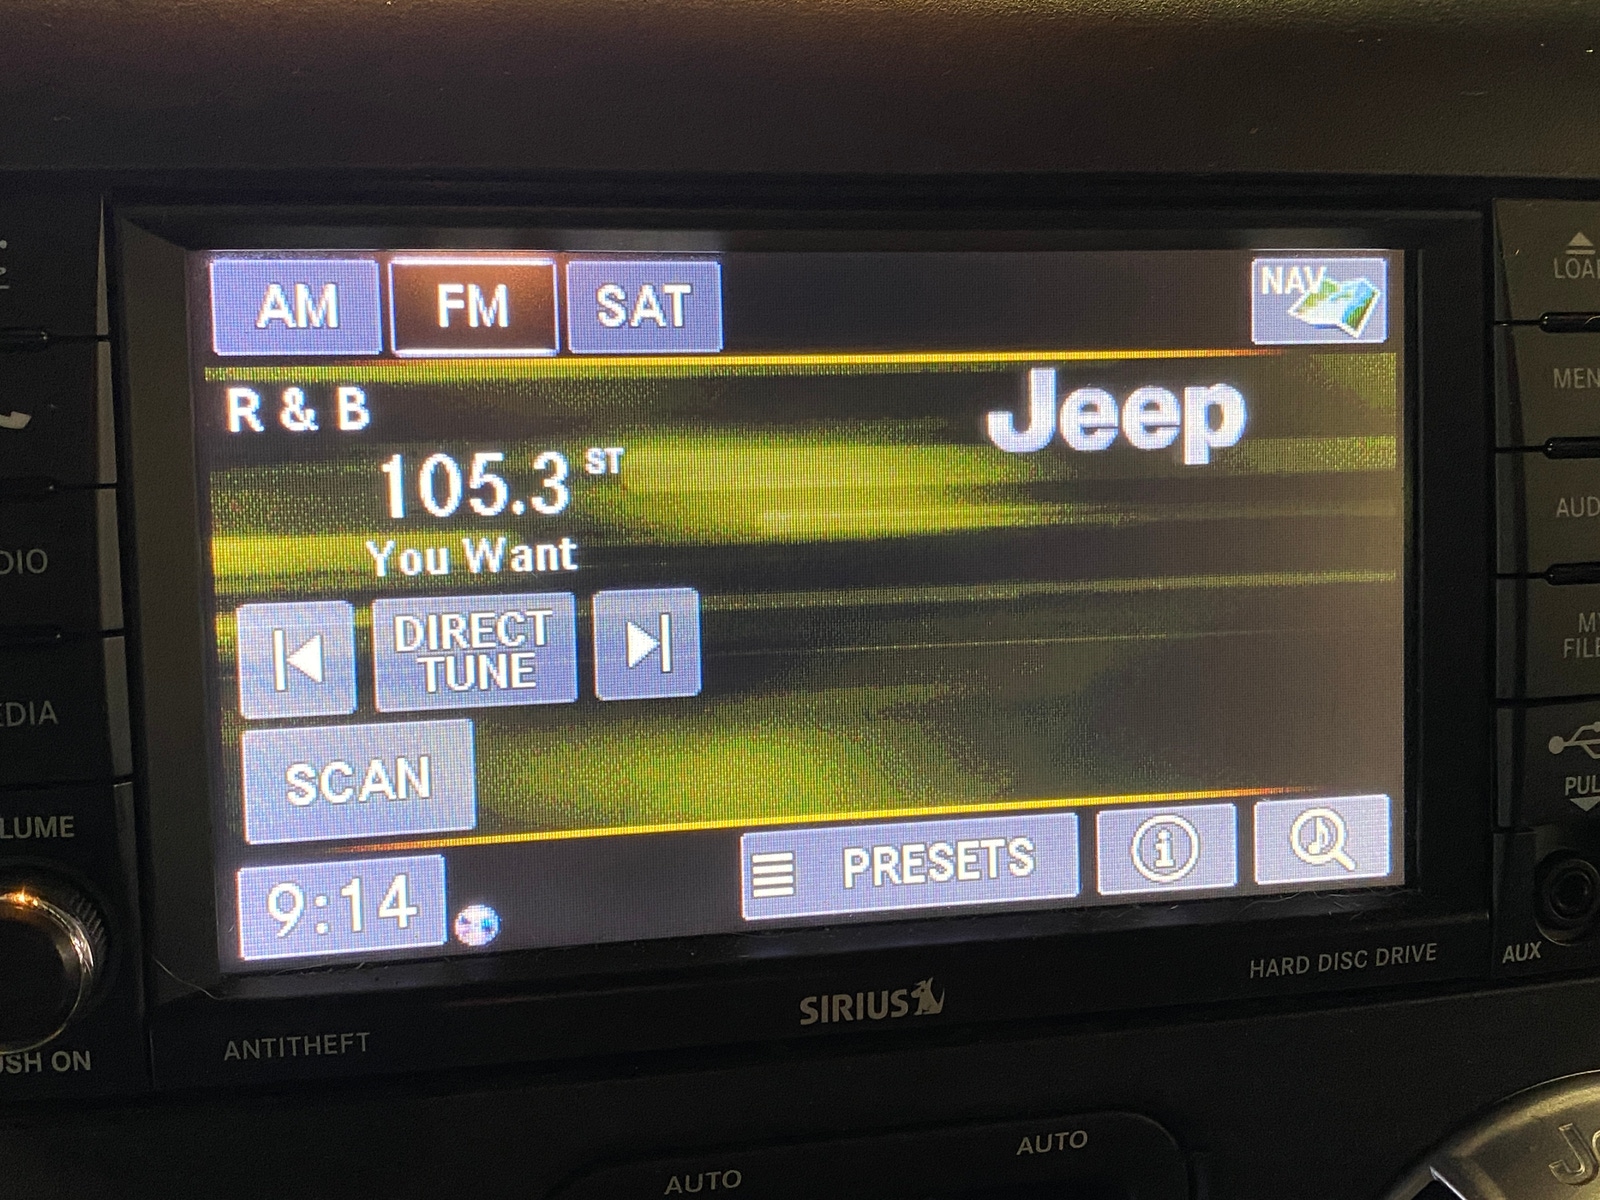 AM FM SAT NAV
R & B
Jeep
105.3 ST
You Want
DIRECT
TUNE
SCAN
9:14
PRESETS
SIRIUS
HARD DISC DRIVE
ANTITHEFT
AUX
AUTO
AUTO